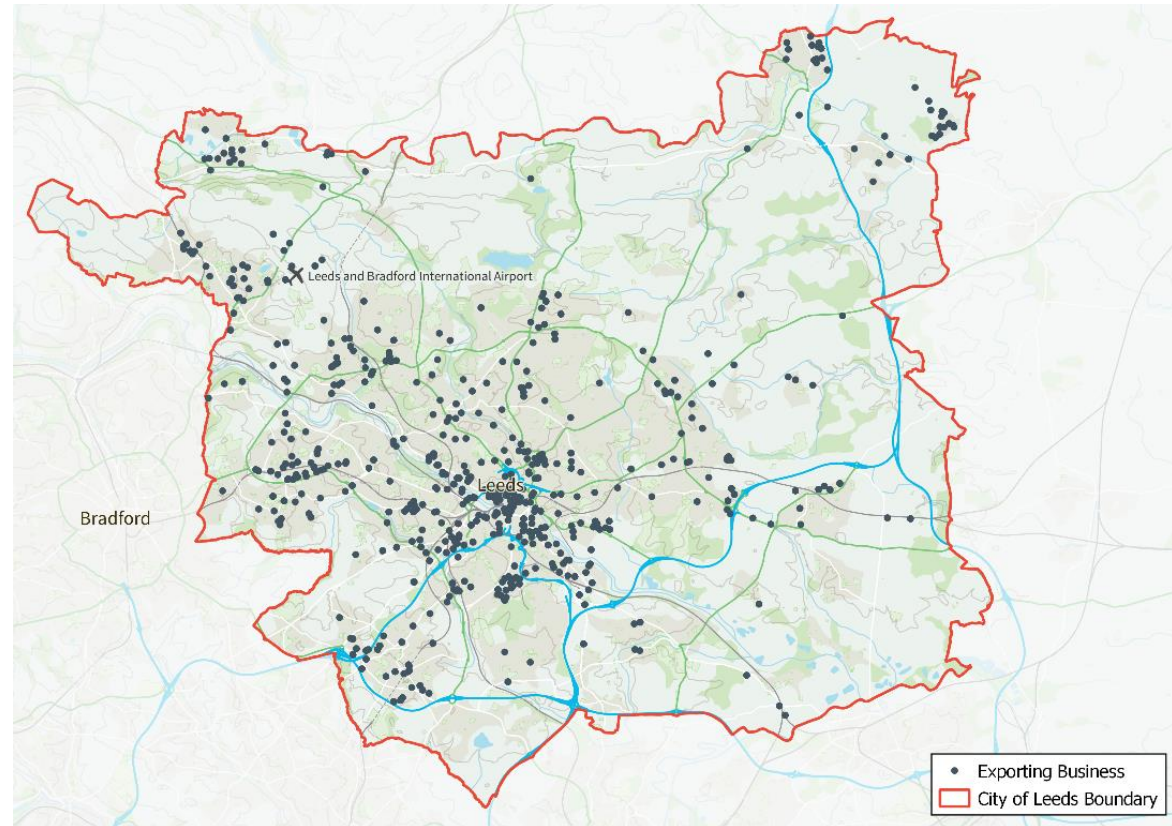 Leeds and Bradford International Airport
Leeds
Bradford
Exporting Business
City of Leeds Boundary